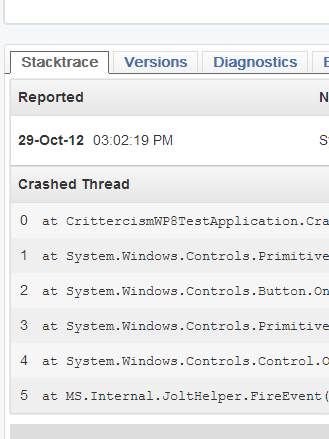 Stacktrace Versions Diagnostics
Reported
29-Oct-12 03:02:19 PM
Crashed Thread
0 at CrittercismWP8TestApplication.Cra
1 at System.Windows.Controls.Primitive
2 at System.Windows.Controls.Button.On
3 at System.Windows.Controls.Primitive
4 at System.Windows.Controls.Control.O
5 at MS.Internal.JoltHelper.FireEvent(